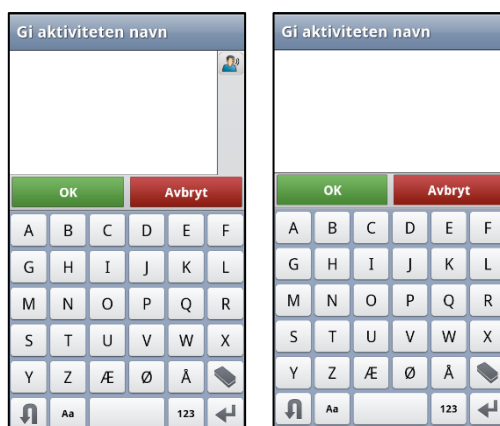 Gi aktiviteten navn
OK Avbryt
A B C D E F
G H I J K L
M N O P Q R
S T U V W X
Y Z Æ Ø Å
Aa 123
Gi aktiviteten navn
OK Avbryt
A B C D E F
G H I J K L
M N O P Q R
S T U V W X
Y Z Æ Ø Å
Aa 123